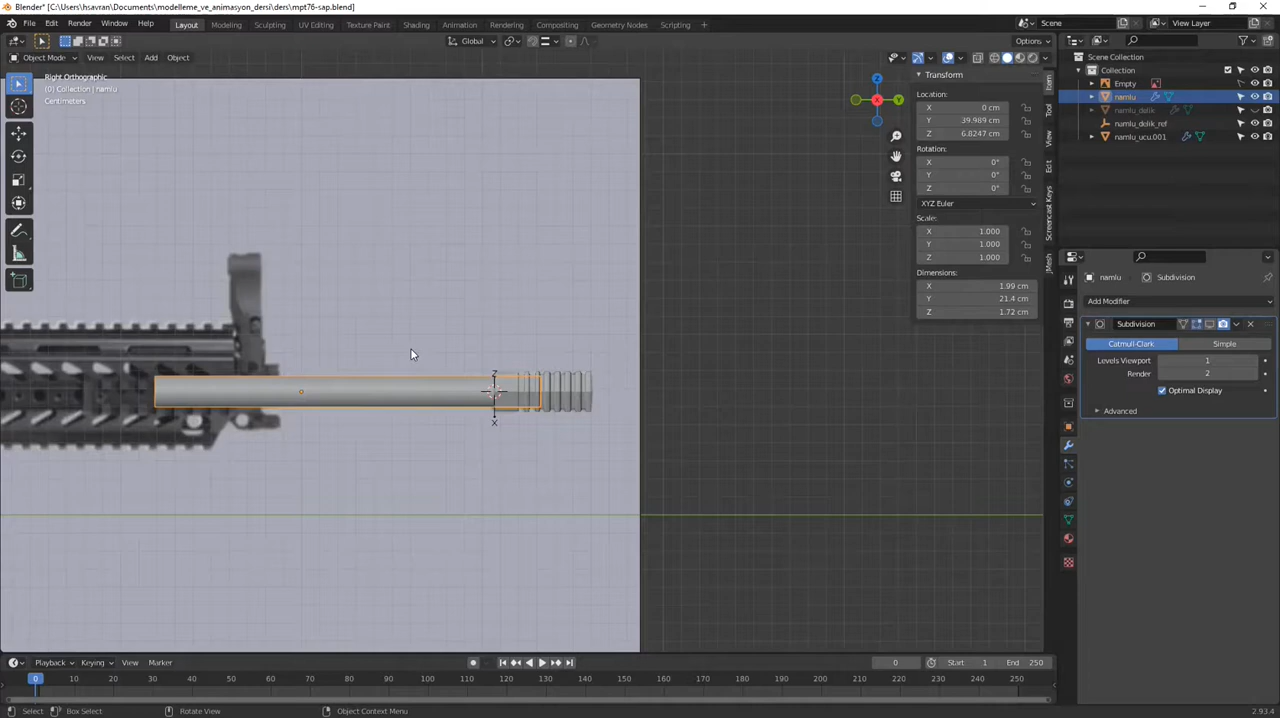 Blender* [C:\Users\hsavran\Documents\modelleme_ve_animasyon_dersi\ders\mpt76-sap.blend]
File Edit Render Window Help Layout Modeling Sculpting UV Editing Texture Paint Shading Animation Rendering Compositing Geometry Nodes Scripting + Scene View Layer
Global Options
Object Mode View Select Add Object
Right Orthographic
(0) Collection | namlu
Centimeters
Z
X
Y
Transform
Location:
X 0 cm
Y 39.989 cm
Z 6.8247 cm
Rotation:
X 0°
Y 0°
Z 0°
XYZ Euler
Scale:
X 1.000
Y 1.000
Z 1.000
Dimensions:
X 1.99 cm
Y 21.4 cm
Z 1.72 cm
Item
Tool
View
Edit
Screencast Keys
JMesh
Z
X
Scene Collection
Collection
Empty
namlu
namlu_delik
namlu_delik_ref
namlu_ucu.001
namlu Subdivision
Add Modifier
Subdivision
Catmull-Clark Simple
Levels Viewport 1
Render 2
Optimal Display
Advanced
Playback Keying View Marker 0 Start 1 End 250
0 10 20 30 40 50 60 70 80 90 100 110 120 130 140 150 160 170 180 190 200 210 220 230 240 250
Select Box Select Rotate View Object Context Menu 2.93.4